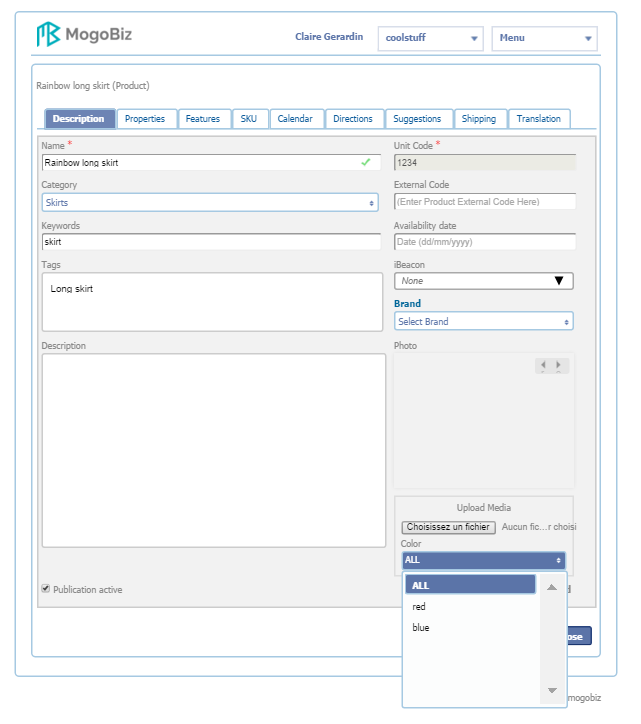 MogoBiz
Claire Gerardin
coolstuff
Menu
Rainbow long skirt (Product)
Description Properties Features SKU Calendar Directions Suggestions Shipping Translation
Name * Unit Code *
Rainbow long skirt 1234
Category External Code
Skirts (Enter Product External Code Here)
Keywords Availability date
skirt Date (dd/mm/yyyy)
Tags iBeacon
Long skirt None
Brand
Select Brand
Description Photo
Upload Media
Choisissez un fichier Aucun fic...r choisi
Color
ALL
ALL
Publication active
red
blue
ose
mogobiz